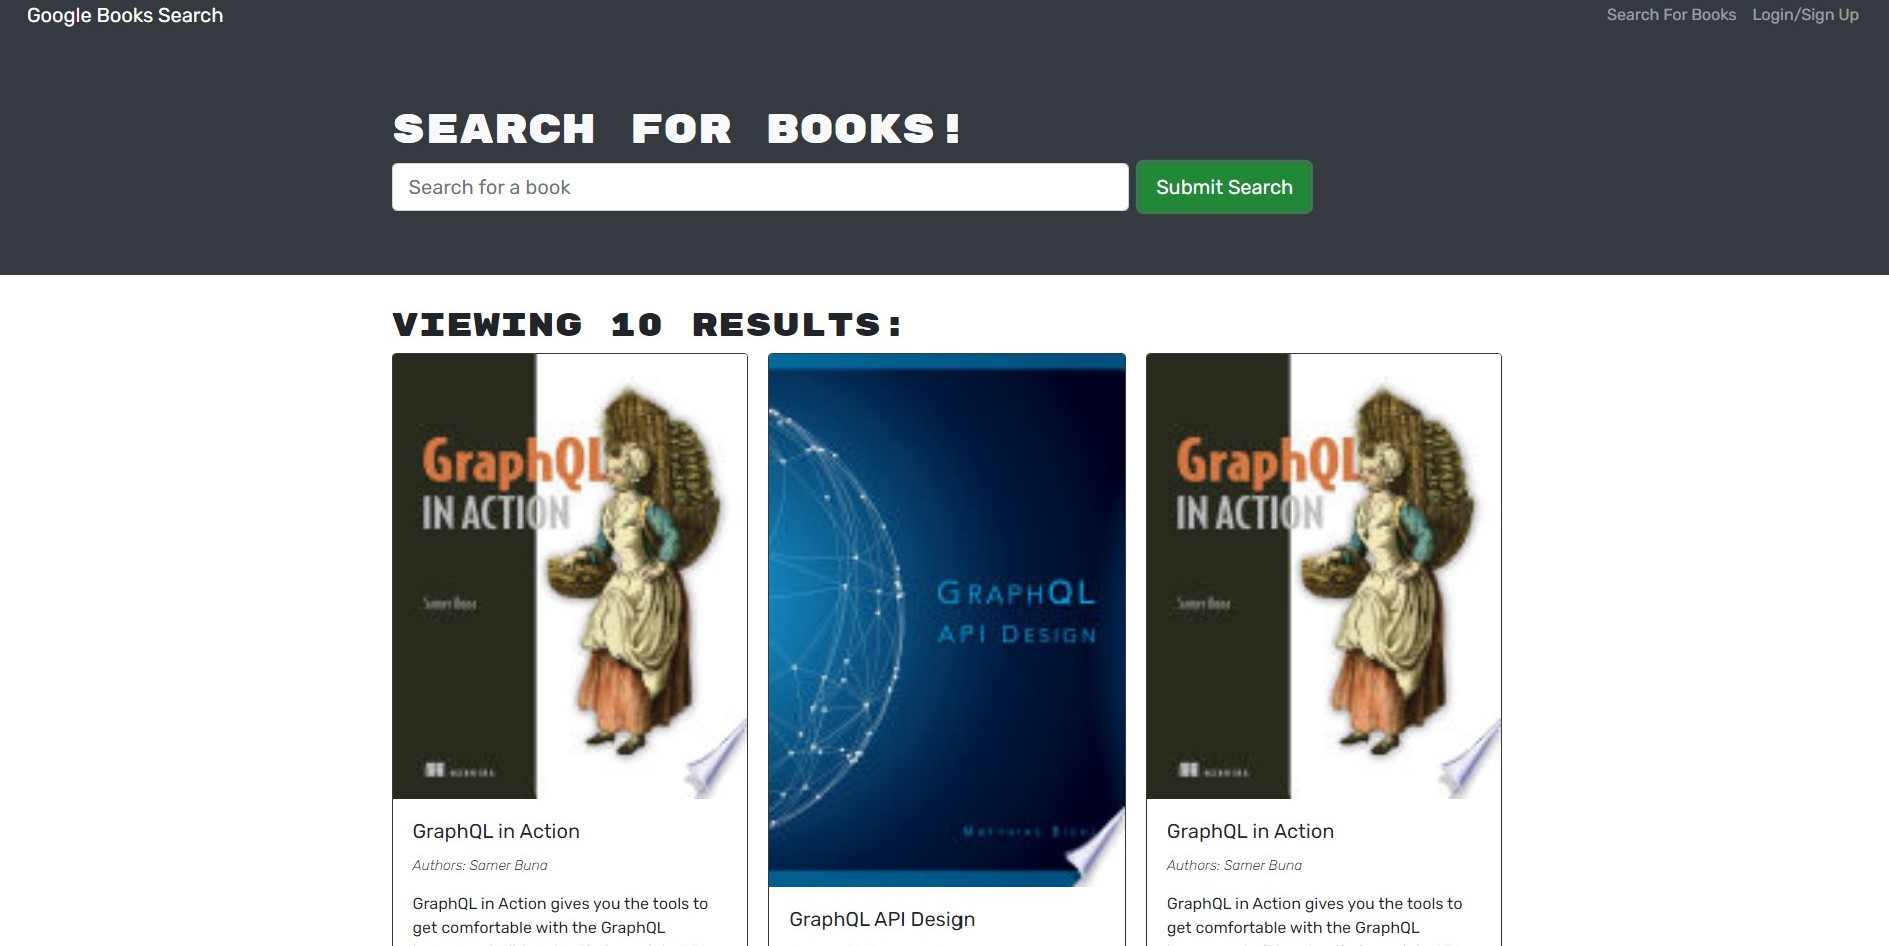 Google Books Search
Search For Books Login/Sign Up
SEARCH FOR BOOKS!
Search for a book
Submit Search
VIEWING 10 RESULTS:
GraphQL
IN ACTION
Samer Buna
MANNING
GraphQL in Action
Authors: Samer Buna
GraphQL in Action gives you the tools to
get comfortable with the GraphQL
GRAPHQL
API DESIGN
MATTHIAS
GraphQL API Design
GraphQL
IN ACTION
Samer Buna
MANNING
GraphQL in Action
Authors: Samer Buna
GraphQL in Action gives you the tools to
get comfortable with the GraphQL